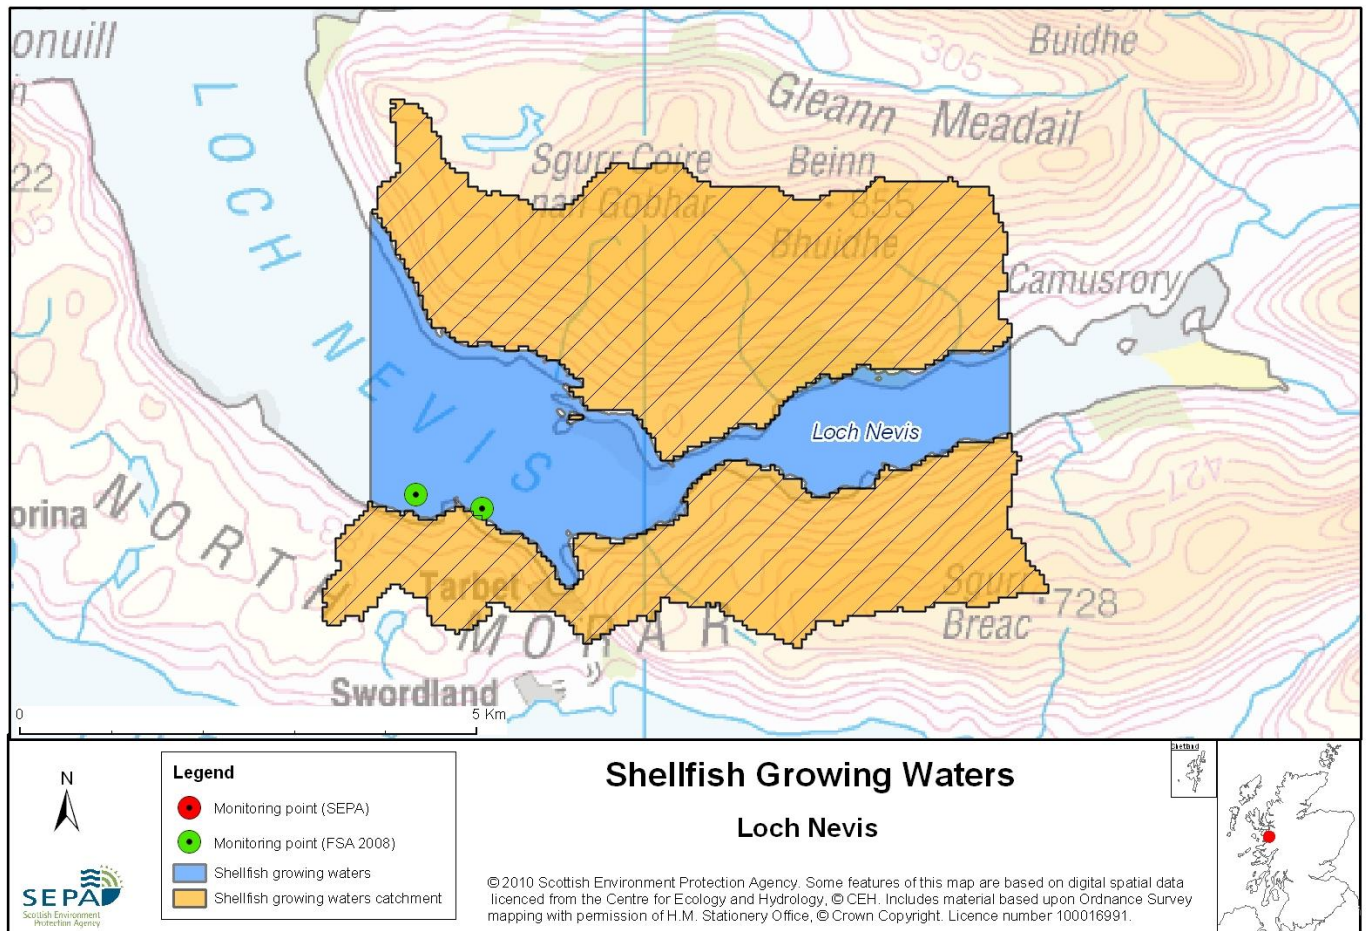 onuill
Buidhe
305
LOCH NEVIS
Gleann Meadail
22
305
Sgurr Coire
nan Gobhar
Beinn
855
Bhuidhe
Camusrory
Loch Nevis
orina
NORTH
MORAR
427
Tarbet
Sgurr
Breac
728
Swordland
0
5 Km
N
SEPA
Scottish Environment
Protection Agency
Legend
Monitoring point (SEPA)
Monitoring point (FSA 2008)
Shellfish growing waters
Shellfish growing waters catchment
Shellfish Growing Waters
Loch Nevis
© 2010 Scottish Environment Protection Agency. Some features of this map are based on digital spatial data
licenced from the Centre for Ecology and Hydrology, © CEH. Includes material based upon Ordnance Survey
mapping with permission of H.M. Stationery Office, © Crown Copyright. Licence number 100016991.
Shetland